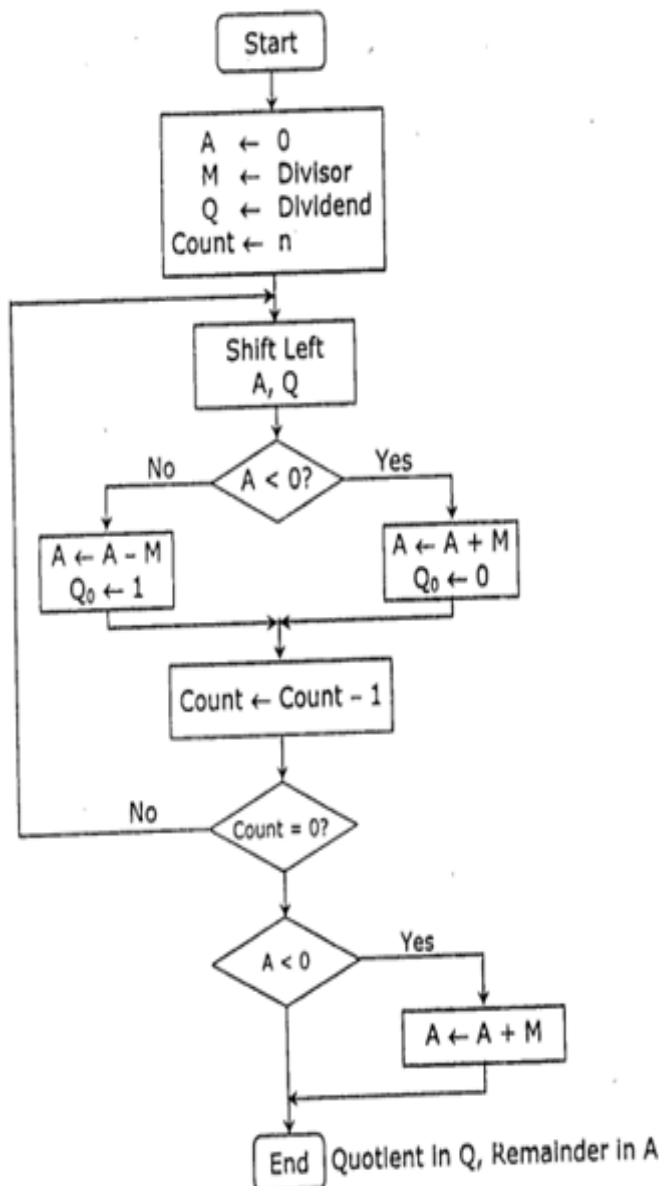 Start
A ← 0
M ← Divisor
Q ← Dividend
Count ← n
Shift Left
A, Q
No
A < 0?
Yes
A ← A – M
Q₀ ← 1
A ← A + M
Q₀ ← 0
Count ← Count – 1
No
Count = 0?
A < 0
Yes
A ← A + M
End
Quotient in Q, Remainder in A